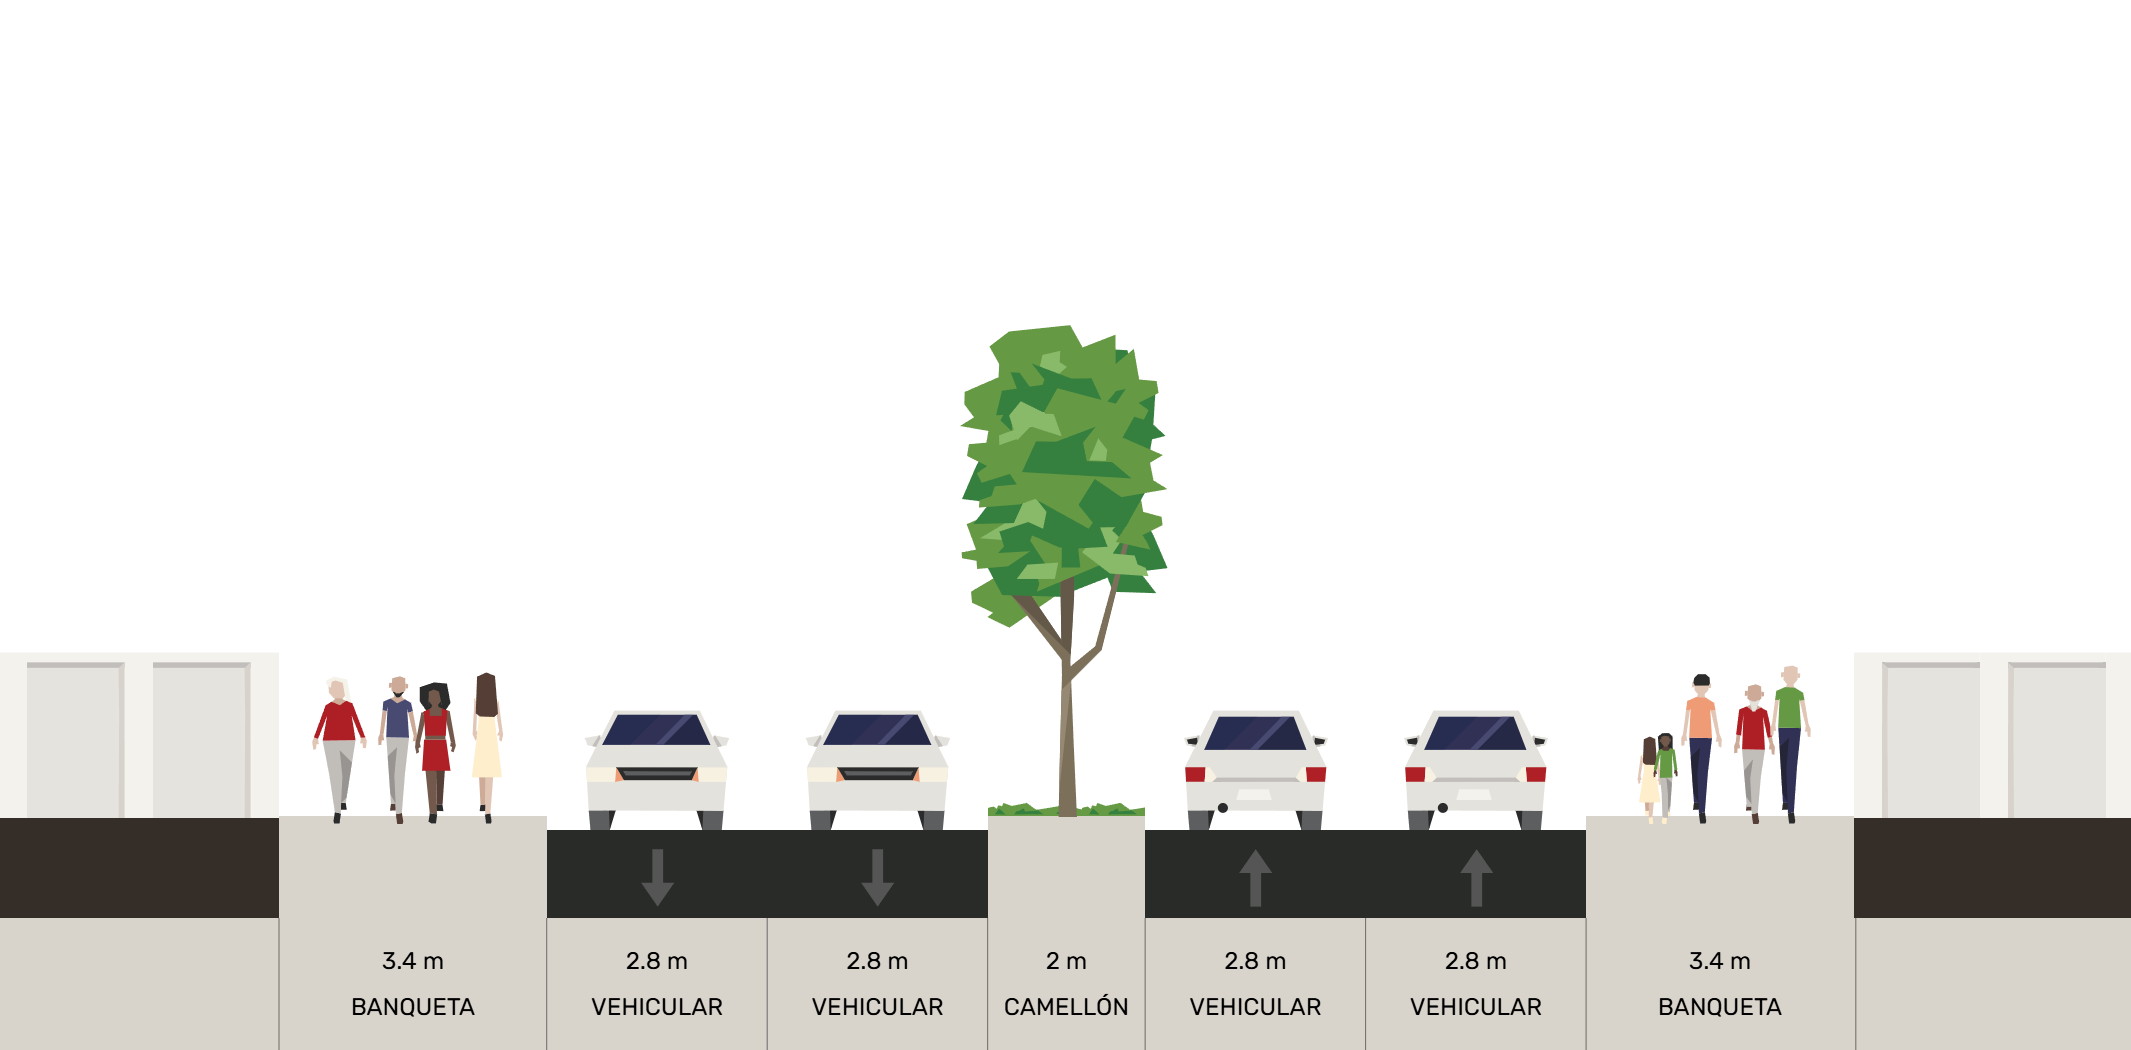 3.4 m
BANQUETA
2.8 m
VEHICULAR
2.8 m
VEHICULAR
2 m
CAMELLÓN
2.8 m
VEHICULAR
2.8 m
VEHICULAR
3.4 m
BANQUETA